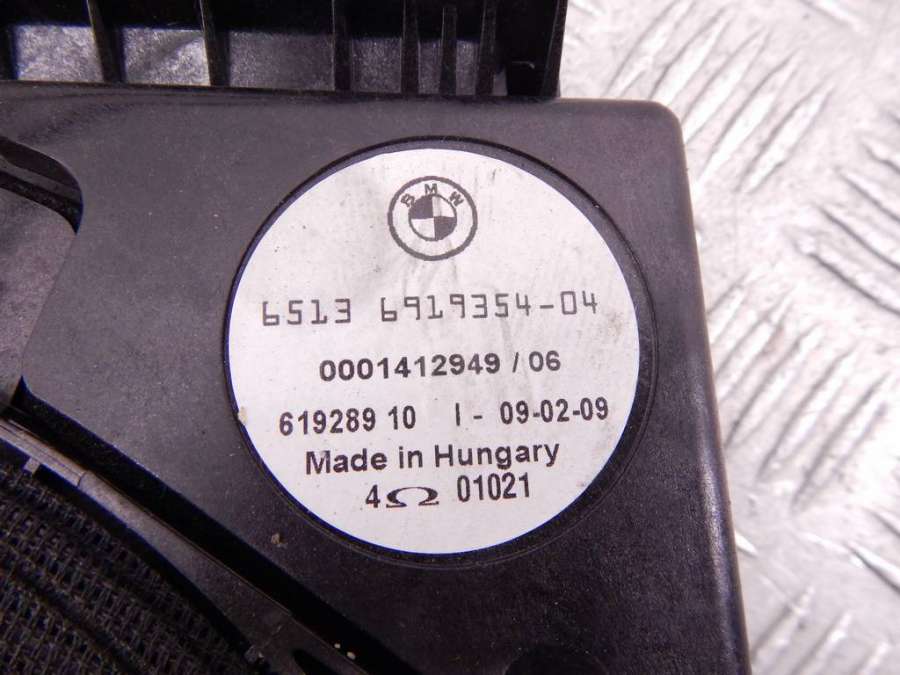 BMW
6513 6919354-04
0001412949 / 06
619289 10 I - 09-02-09
Made in Hungary
4Ω 01021